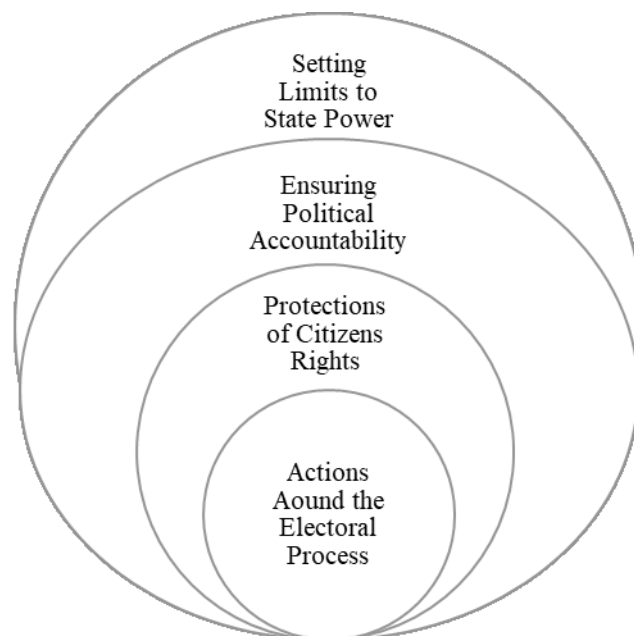 Setting
Limits to
State Power
Ensuring
Political
Accountability
Protections
of Citizens
Rights
Actions
Aound the
Electoral
Process